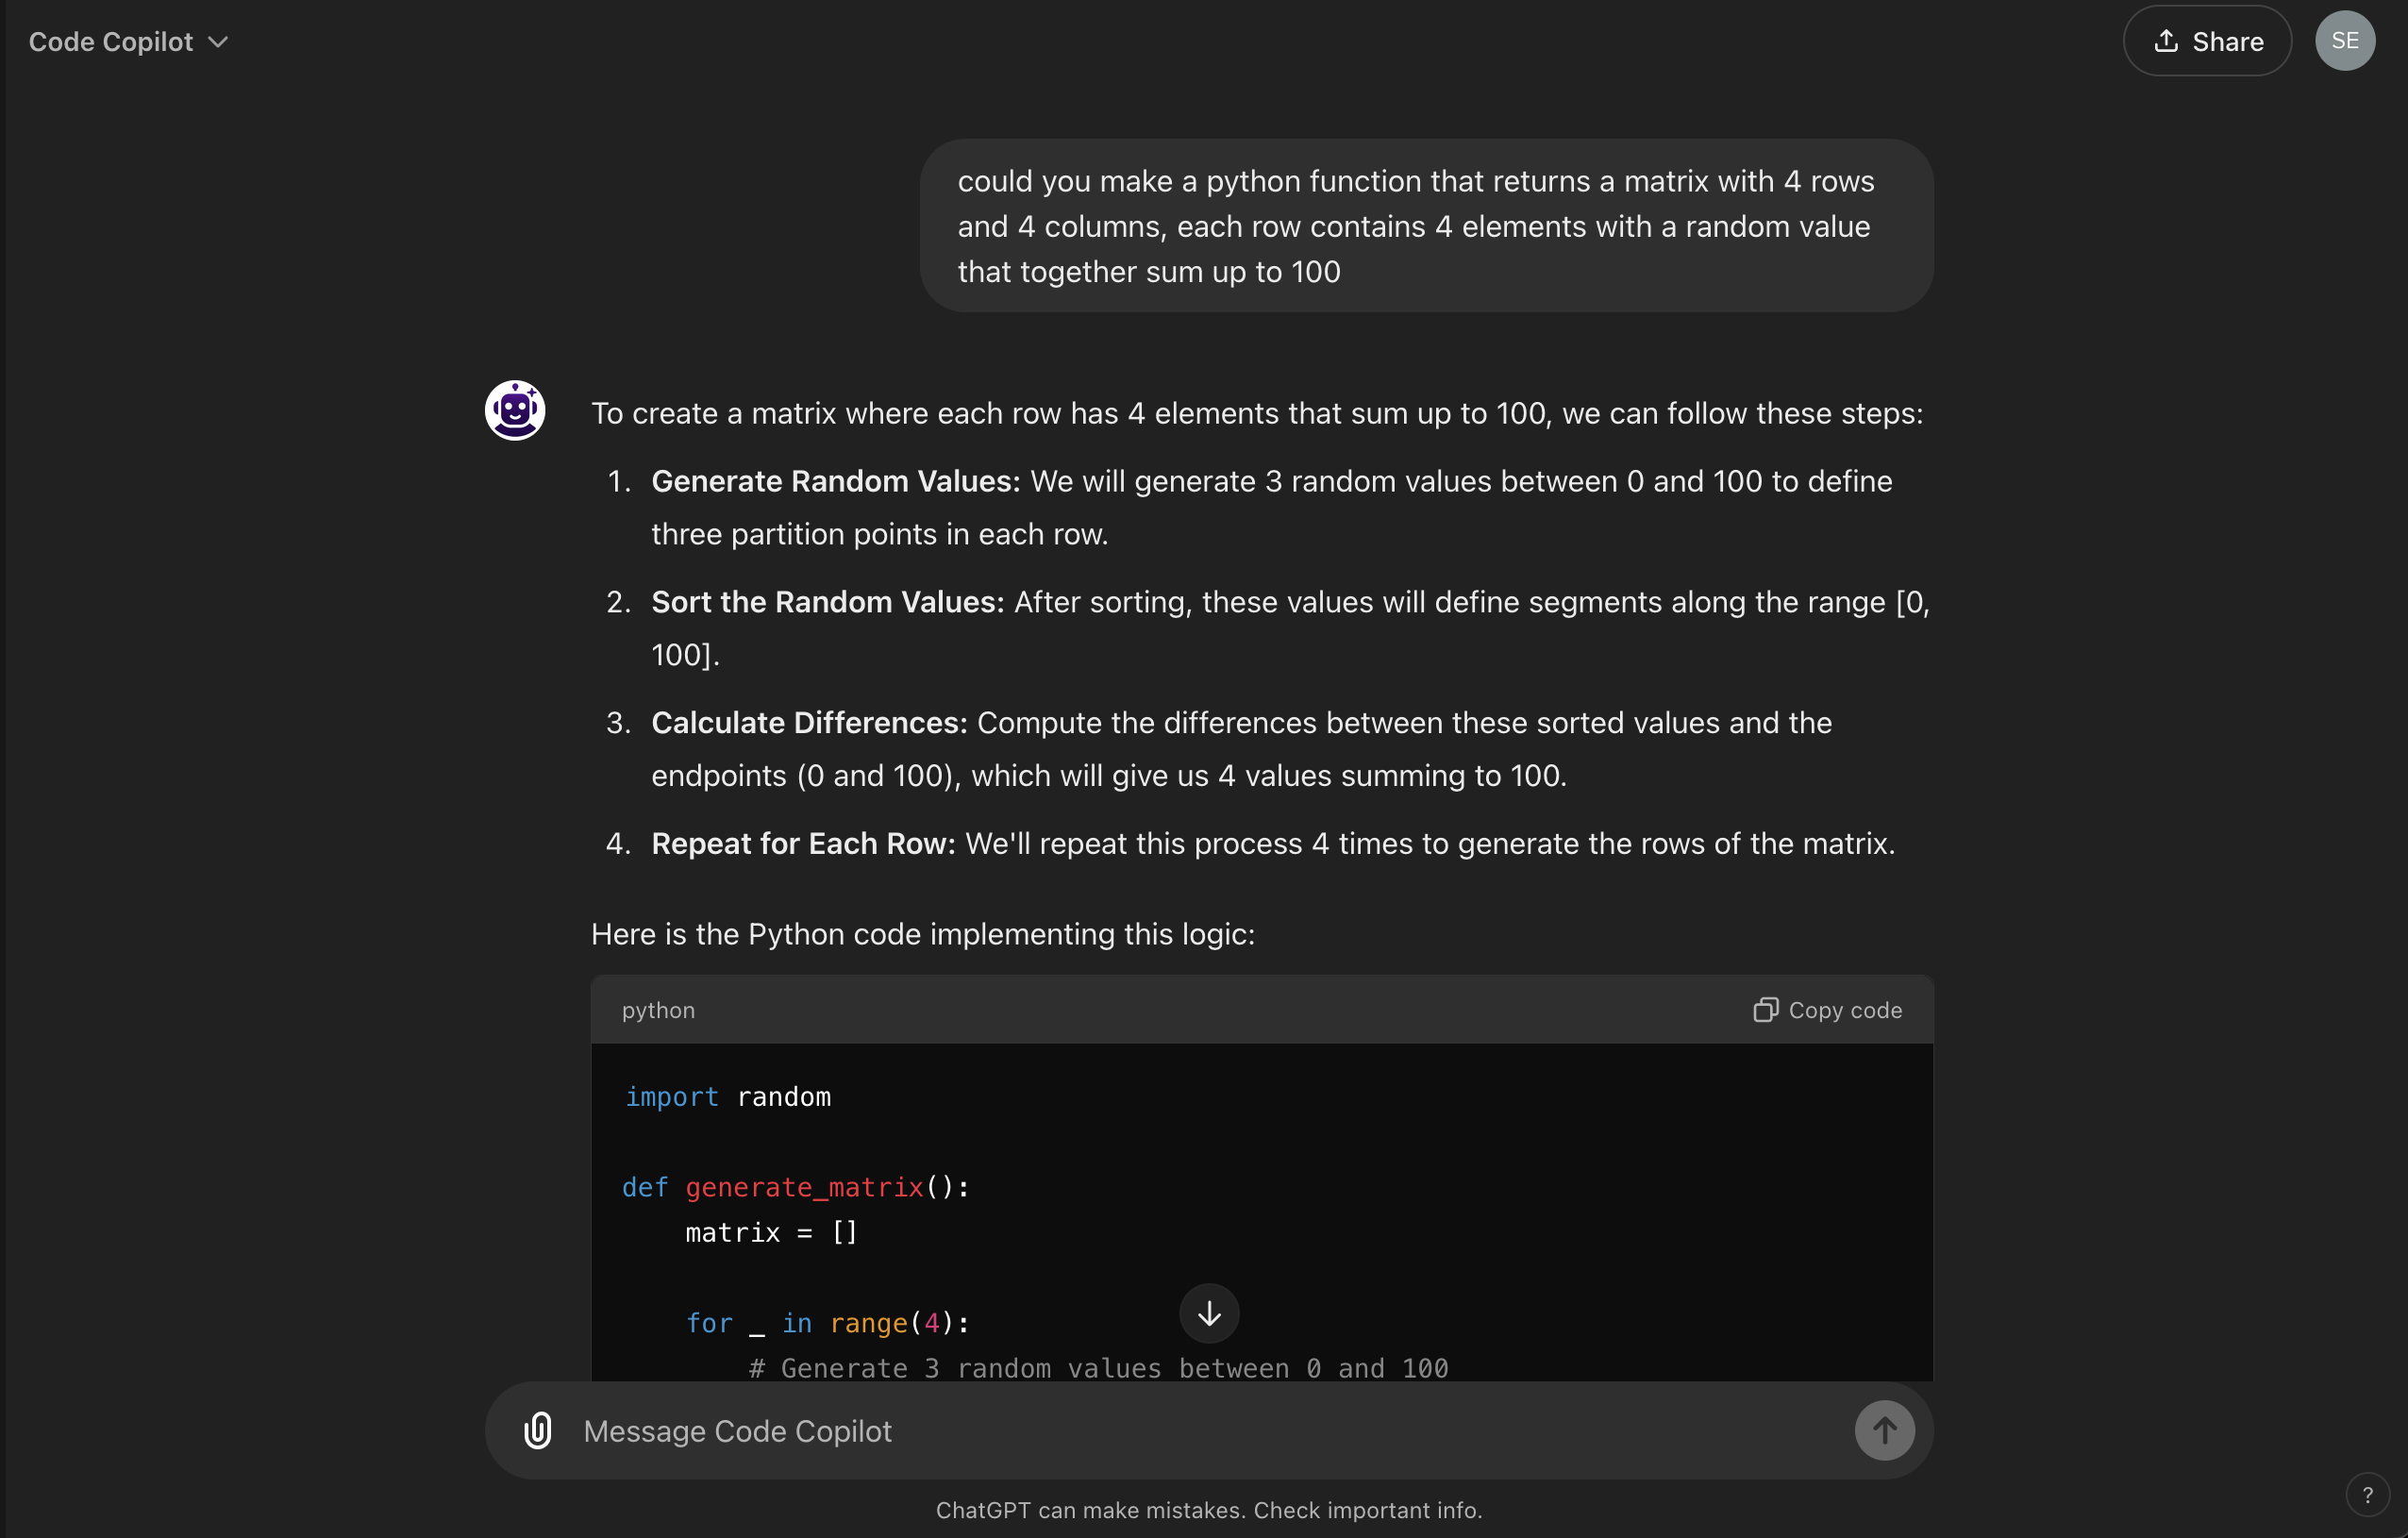 Code Copilot
Share
SE
could you make a python function that returns a matrix with 4 rows
and 4 columns, each row contains 4 elements with a random value
that together sum up to 100
To create a matrix where each row has 4 elements that sum up to 100, we can follow these steps:
1. Generate Random Values: We will generate 3 random values between 0 and 100 to define
three partition points in each row.
2. Sort the Random Values: After sorting, these values will define segments along the range [0,
100].
3. Calculate Differences: Compute the differences between these sorted values and the
endpoints (0 and 100), which will give us 4 values summing to 100.
4. Repeat for Each Row: We'll repeat this process 4 times to generate the rows of the matrix.
Here is the Python code implementing this logic:
python
Copy code
import random
def generate_matrix():
    matrix = []
    for _ in range(4):
        # Generate 3 random values between 0 and 100
Message Code Copilot
ChatGPT can make mistakes. Check important info.
?